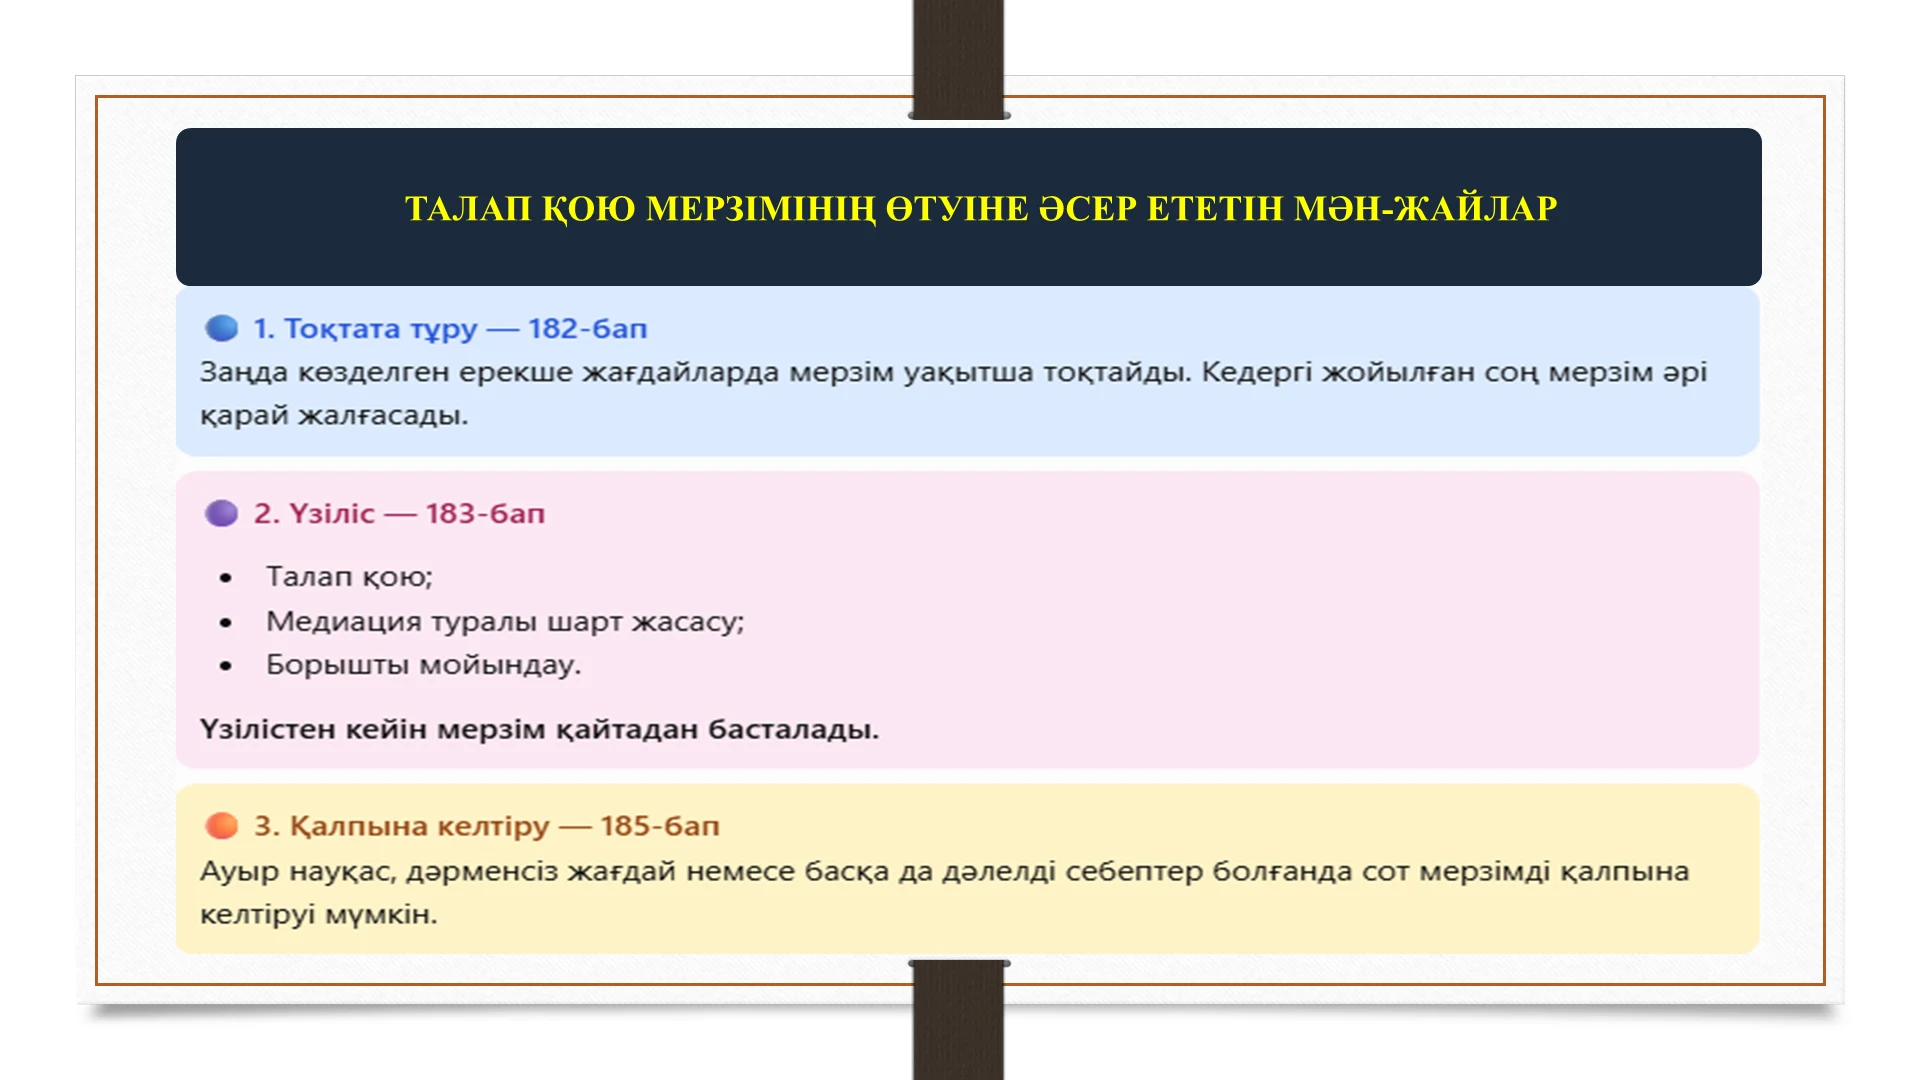 ТАЛАП ҚОЮ МЕРЗІМІНІҢ ӨТУІНЕ ӘСЕР ЕТЕТІН МӘН-ЖАЙЛАР
1. Тоқтата тұру — 182-бап
Заңда көзделген ерекше жағдайларда мерзім уақытша тоқтайды. Кедергі жойылған соң мерзім әрі
қарай жалғасады.
2. Үзіліс — 183-бап
• Талап қою;
• Медиация туралы шарт жасасу;
• Борышты мойындау.
Үзілістен кейін мерзім қайтадан басталады.
3. Қалпына келтіру — 185-бап
Ауыр науқас, дәрменсіз жағдай немесе басқа да дәлелді себептер болғанда сот мерзімді қалпына
келтіруі мүмкін.